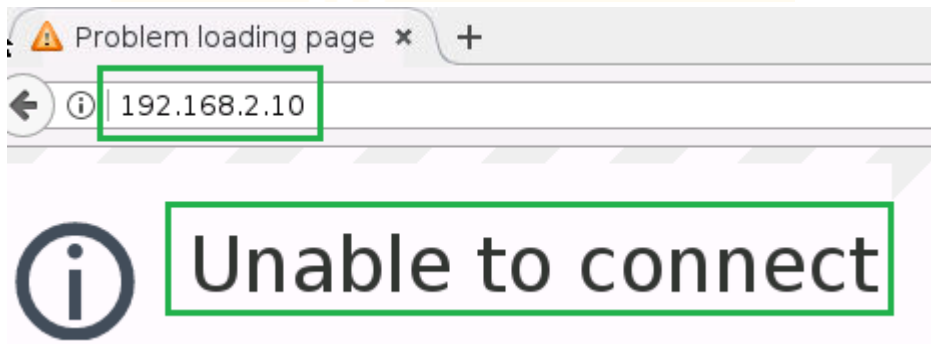 Problem loading page × +
192.168.2.10
Unable to connect